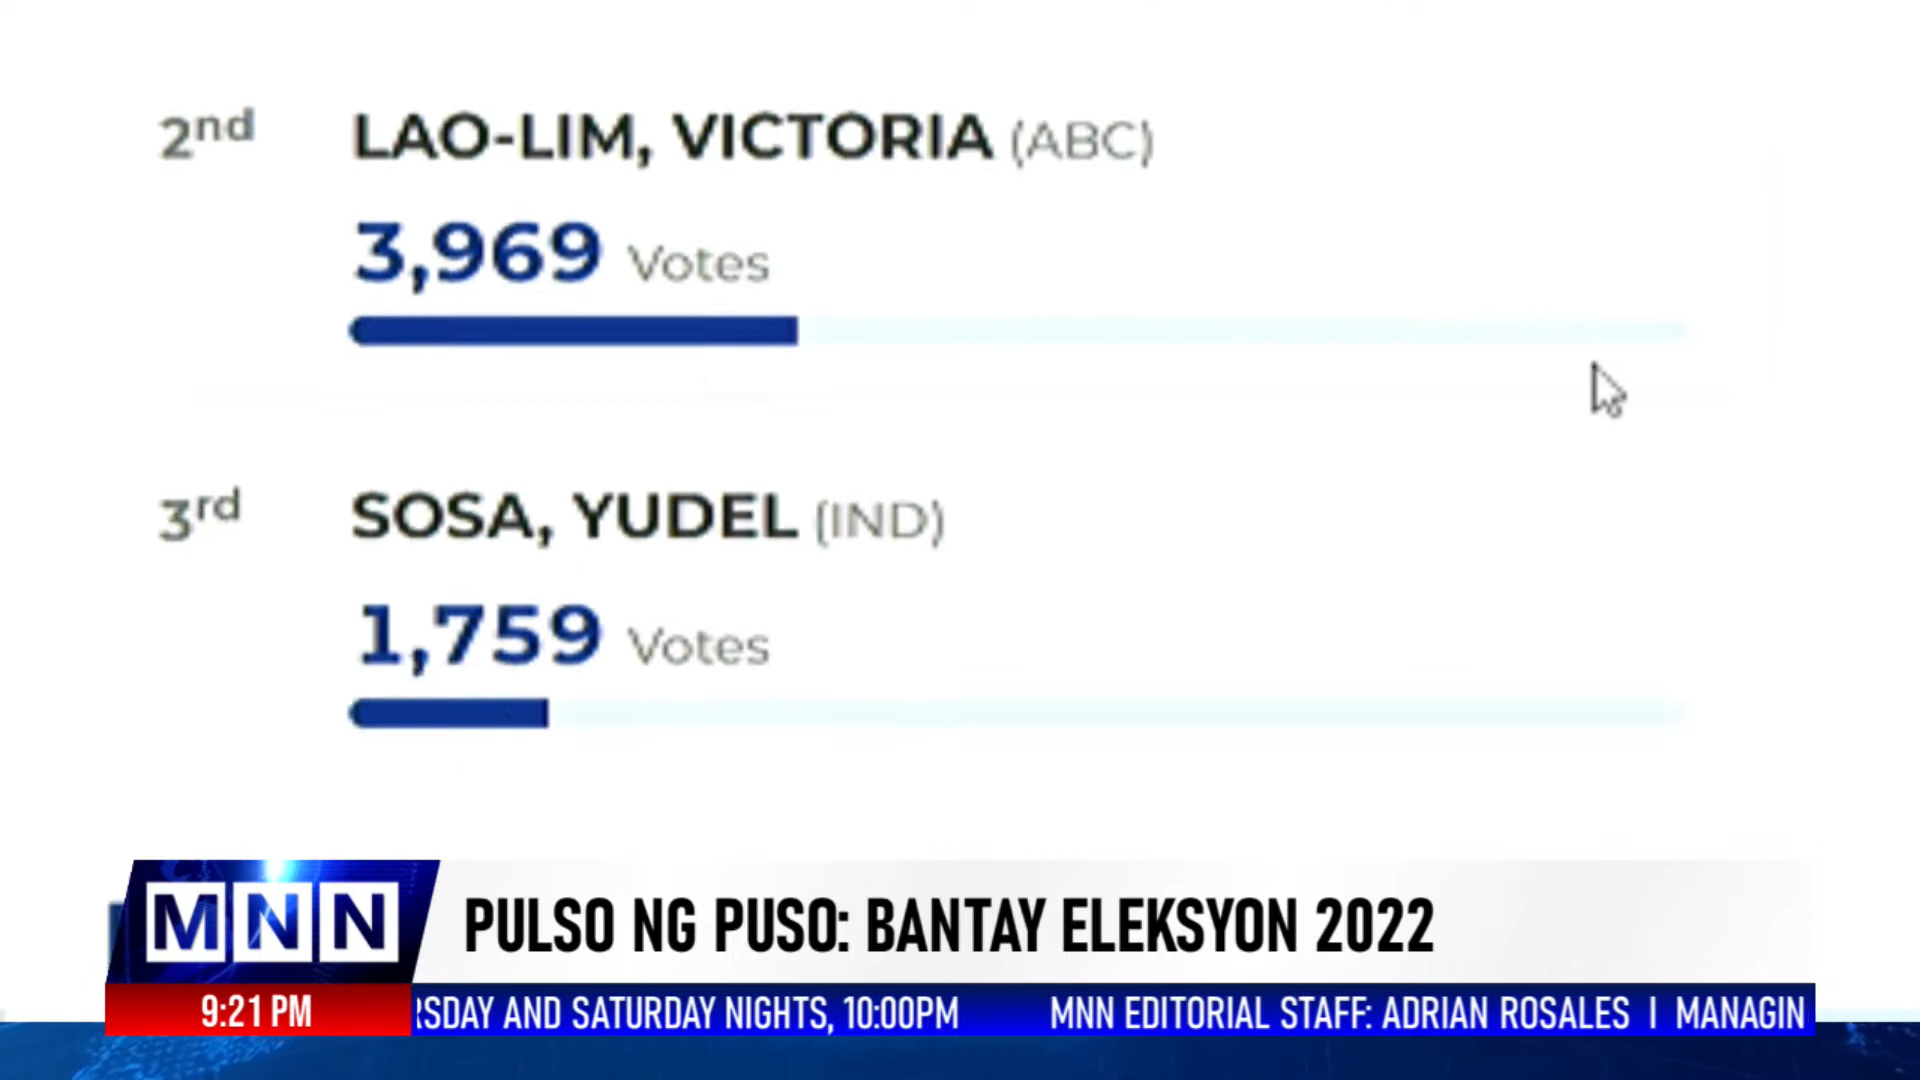 2nd LAO-LIM, VICTORIA (ABC)
3,969 Votes
3rd SOSA, YUDEL (IND)
1,759 Votes
MNN PULSO NG PUSO: BANTAY ELEKSYON 2022
9:21 PM RSDAY AND SATURDAY NIGHTS, 10:00PM MNN EDITORIAL STAFF: ADRIAN ROSALES | MANAGIN